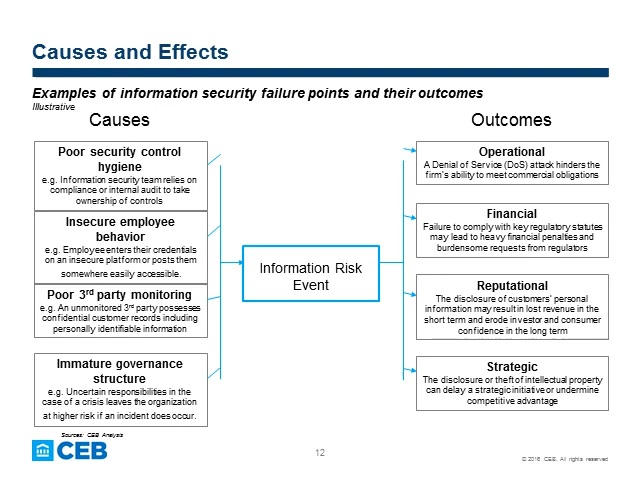 Causes and Effects
Examples of information security failure points and their outcomes
Illustrative
Causes
Outcomes
Poor security control
hygiene
e.g. Information security team relies on
compliance or internal audit to take
ownership of controls
Insecure employee
behavior
e.g. Employee enters their credentials
on an insecure platform or posts them
somewhere easily accessible.
Poor 3rd party monitoring
e.g. An unmonitored 3rd party possesses
confidential customer records including
personally identifiable information
Immature governance
structure
e.g. Uncertain responsibilities in the
case of a crisis leaves the organization
at higher risk if an incident does occur.
Information Risk
Event
Operational
A Denial of Service (DoS) attack hinders the
firm's ability to meet commercial obligations
Financial
Failure to comply with key regulatory statutes
may lead to heavy financial penalties and
burdensome requests from regulators
Reputational
The disclosure of customers' personal
information may result in lost revenue in the
short term and erode investor and consumer
confidence in the long term
Strategic
The disclosure or theft of intellectual property
can delay a strategic initiative or undermine
competitive advantage
Sources: CEB Analysis
CEB
12
© 2016 CEB. All rights reserved